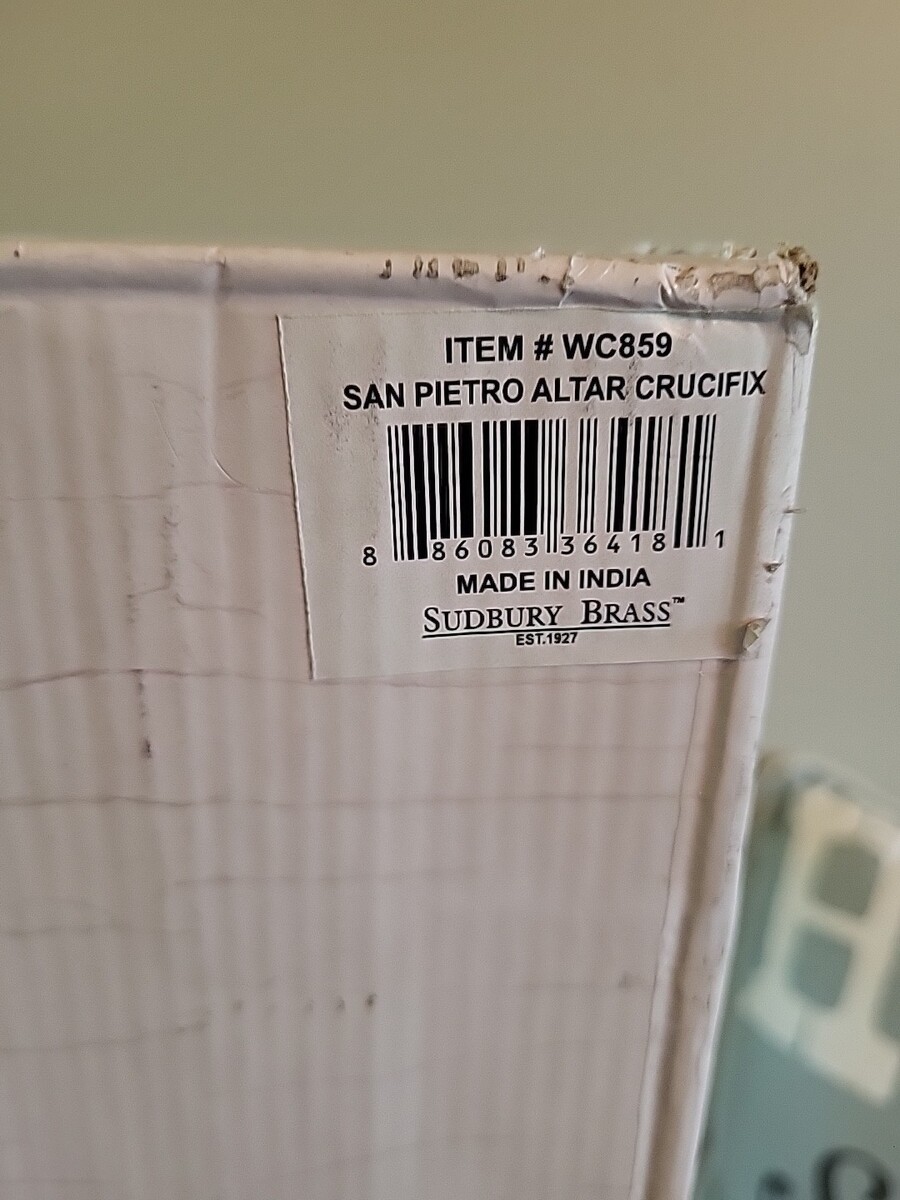 ITEM # WC859
SAN PIETRO ALTAR CRUCIFIX
8 86083 36418 1
MADE IN INDIA
SUDBURY BRASS™
EST.1927